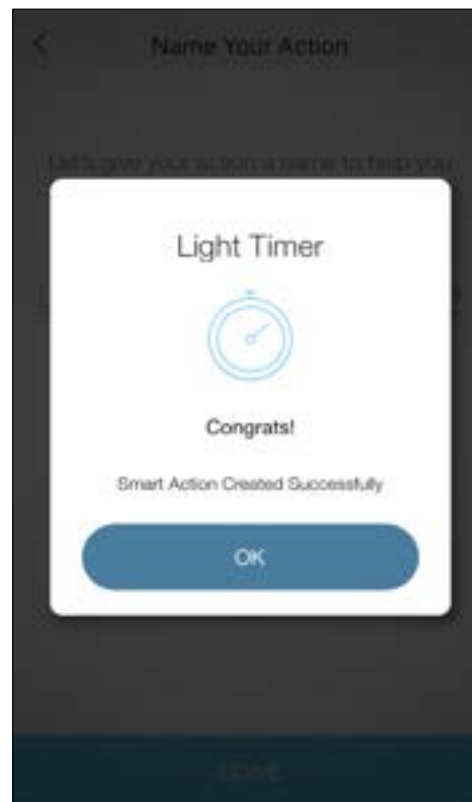 Name Your Action
Let's give your action a name to help you
Light Timer
Congrats!
Smart Action Created Successfully
OK
DONE